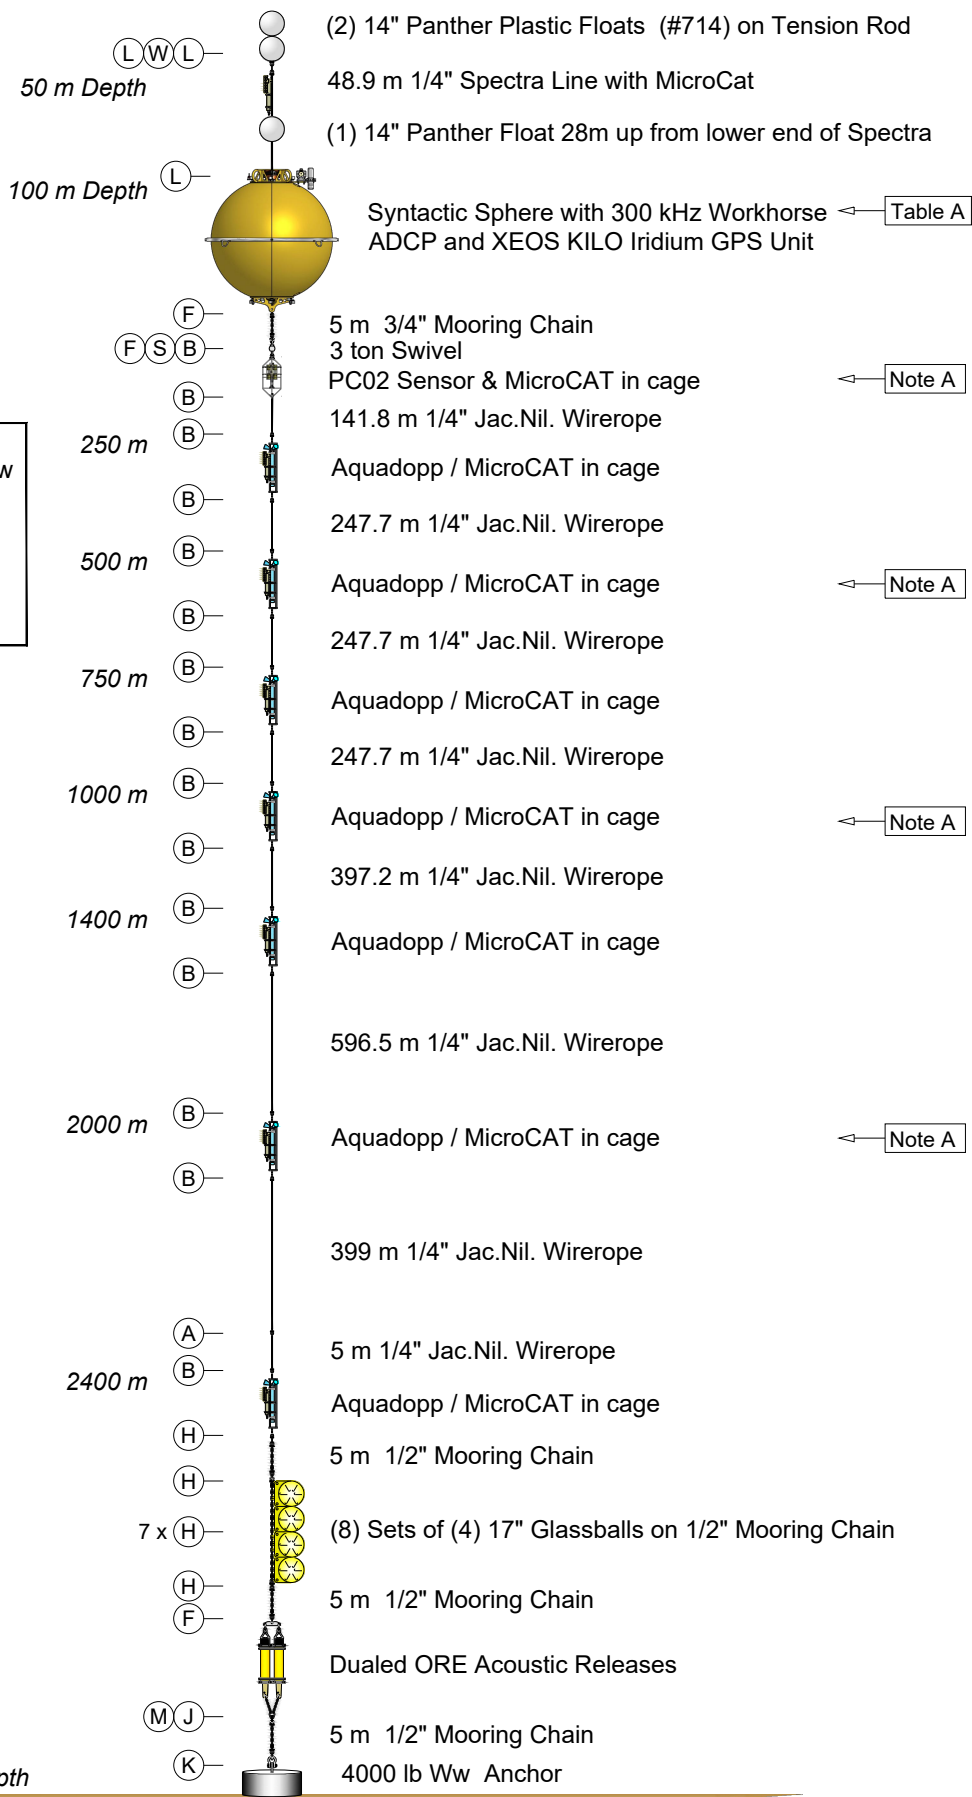 (2) 14" Panther Plastic Floats (#714) on Tension Rod
L W L
50 m Depth
48.9 m 1/4" Spectra Line with MicroCat
(1) 14" Panther Float 28m up from lower end of Spectra
L
100 m Depth
Syntactic Sphere with 300 kHz Workhorse
ADCP and XEOS KILO Iridium GPS Unit
Table A
F
5 m 3/4" Mooring Chain
F S B
3 ton Swivel
PC02 Sensor & MicroCAT in cage
Note A
B
141.8 m 1/4" Jac.Nil. Wirerope
B
250 m
Aquadopp / MicroCAT in cage
B
247.7 m 1/4" Jac.Nil. Wirerope
B
500 m
Aquadopp / MicroCAT in cage
Note A
B
247.7 m 1/4" Jac.Nil. Wirerope
B
750 m
Aquadopp / MicroCAT in cage
B
247.7 m 1/4" Jac.Nil. Wirerope
B
1000 m
Aquadopp / MicroCAT in cage
Note A
B
397.2 m 1/4" Jac.Nil. Wirerope
B
1400 m
Aquadopp / MicroCAT in cage
B
596.5 m 1/4" Jac.Nil. Wirerope
B
2000 m
Aquadopp / MicroCAT in cage
Note A
B
399 m 1/4" Jac.Nil. Wirerope
A
5 m 1/4" Jac.Nil. Wirerope
B
2400 m
Aquadopp / MicroCAT in cage
H
5 m 1/2" Mooring Chain
H
7 x H
(8) Sets of (4) 17" Glassballs on 1/2" Mooring Chain
H
5 m 1/2" Mooring Chain
F
Dualed ORE Acoustic Releases
M J
5 m 1/2" Mooring Chain
K
4000 lb Ww Anchor